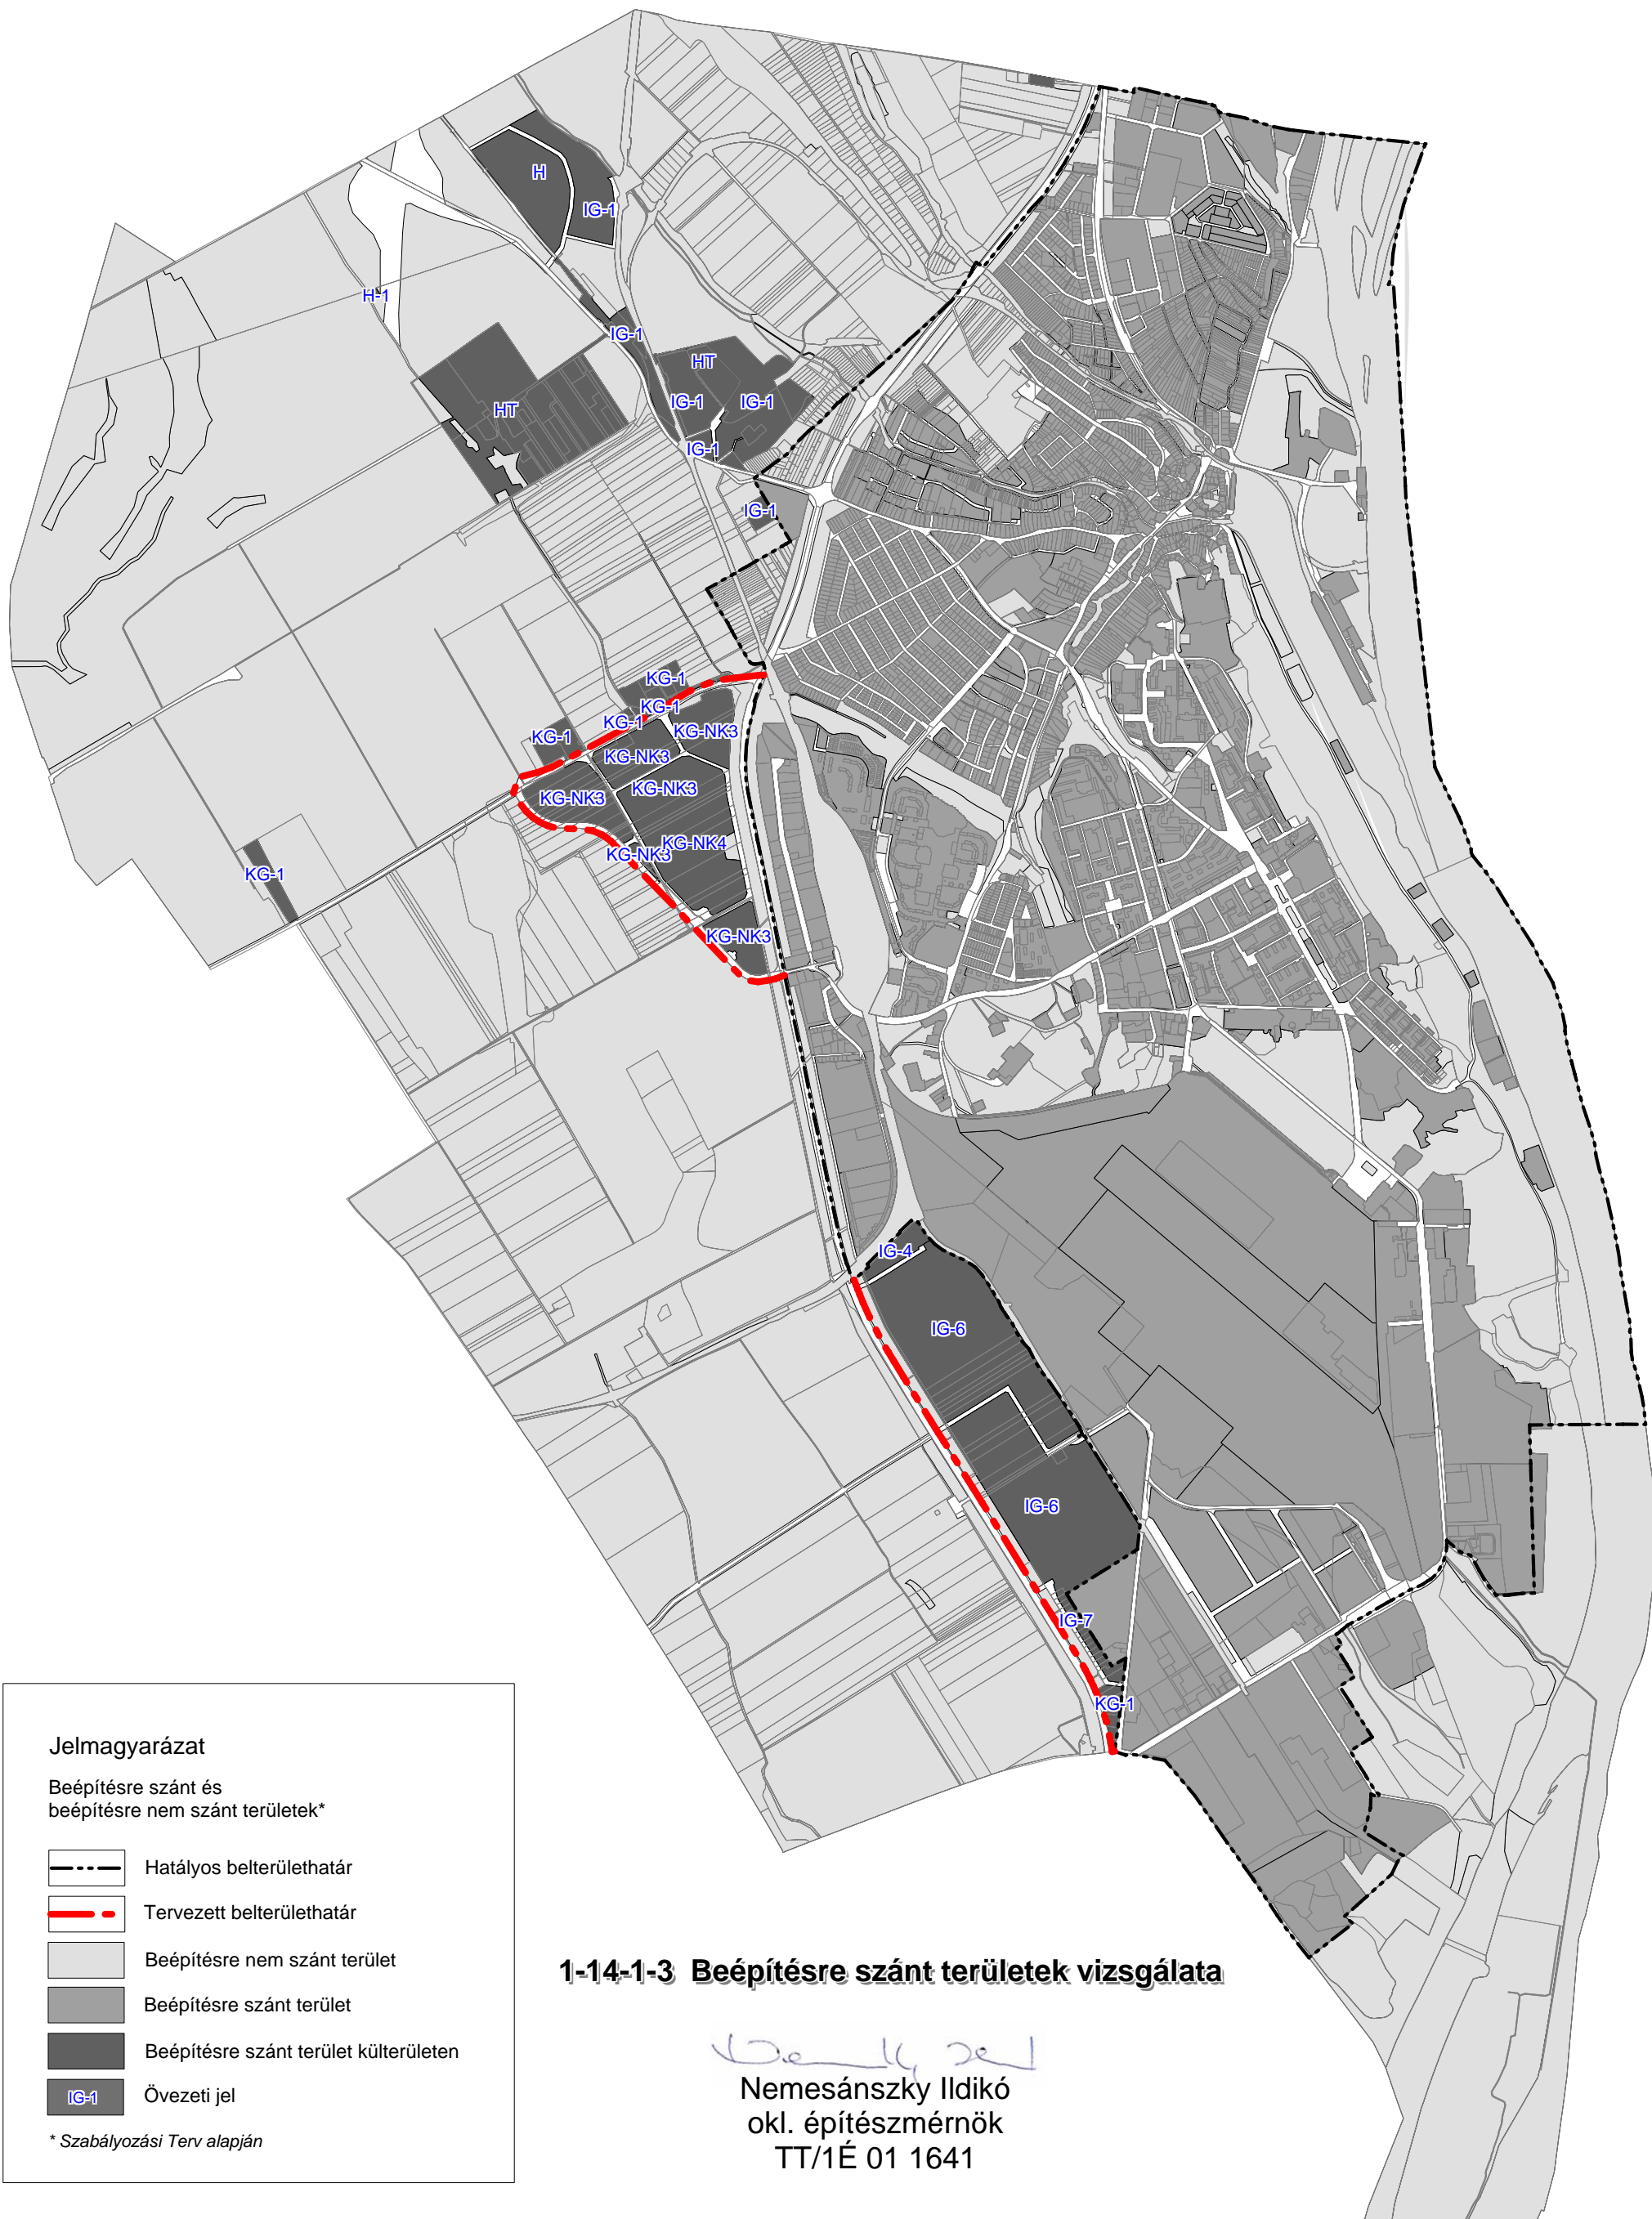 H
IG-1
H-1
IG-1
HT
IG-1
IG-1
HT
IG-1
IG-1
KG-1
KG-1
KG-1
KG-NK3
KG-1
KG-NK3
KG-NK3
KG-NK3
KG-NK4
KG-NK3
KG-1
KG-NK3
IG-4
IG-6
IG-6
IG-7
KG-1
Jelmagyarázat
Beépítésre szánt és
beépítésre nem szánt területek*
Hatályos belterülethatár
Tervezett belterülethatár
Beépítésre nem szánt terület
Beépítésre szánt terület
Beépítésre szánt terület külterületen
IG-1 Övezeti jel
* Szabályozási Terv alapján
1-14-1-3 Beépítésre szánt területek vizsgálata
Nemesánszky Ildikó
okl. építészmérnök
TT/1É 01 1641